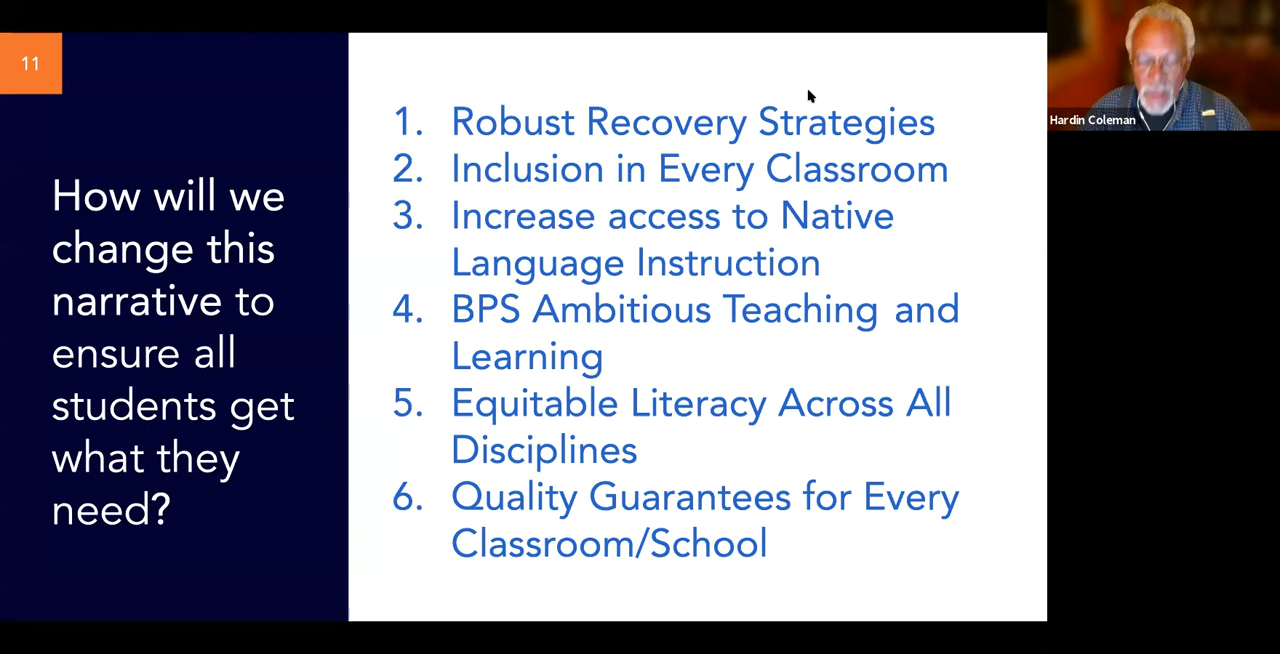 11
How will we
change this
narrative to
ensure all
students get
what they
need?
1. Robust Recovery Strategies
2. Inclusion in Every Classroom
3. Increase access to Native
Language Instruction
4. BPS Ambitious Teaching and
Learning
5. Equitable Literacy Across All
Disciplines
6. Quality Guarantees for Every
Classroom/School
Hardin Coleman